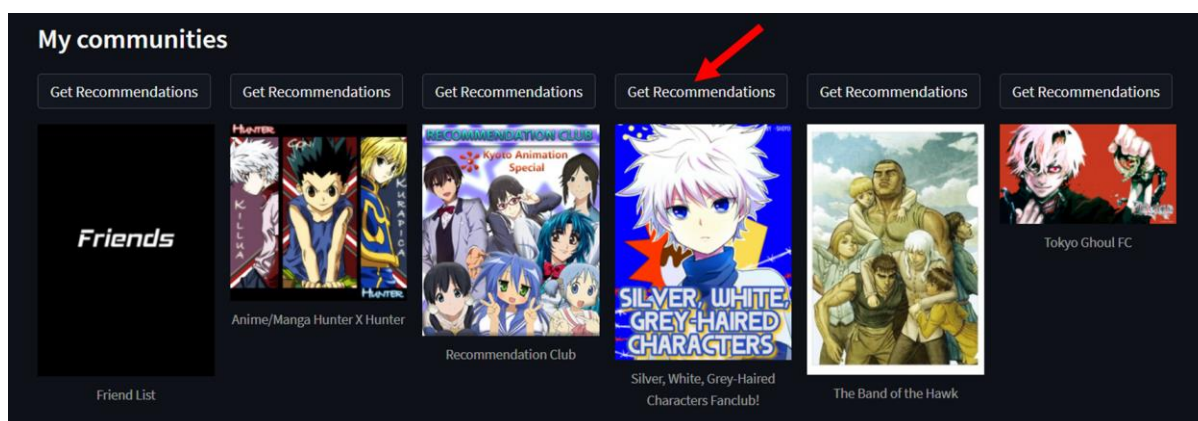 My communities
Get Recommendations
Get Recommendations
Get Recommendations
Get Recommendations
Get Recommendations
Get Recommendations
Friends
Friend List
HUNTER
GON
KILLUA
KURAPICA
HUNTER
Anime/Manga Hunter X Hunter
RECOMMENDATION CLUB
Kyoto Animation
Special
Recommendation Club
SILVER, WHITE,
GREY-HAIRED
CHARACTERS
Silver, White, Grey-Haired
Characters Fanclub!
The Band of the Hawk
Tokyo Ghoul FC